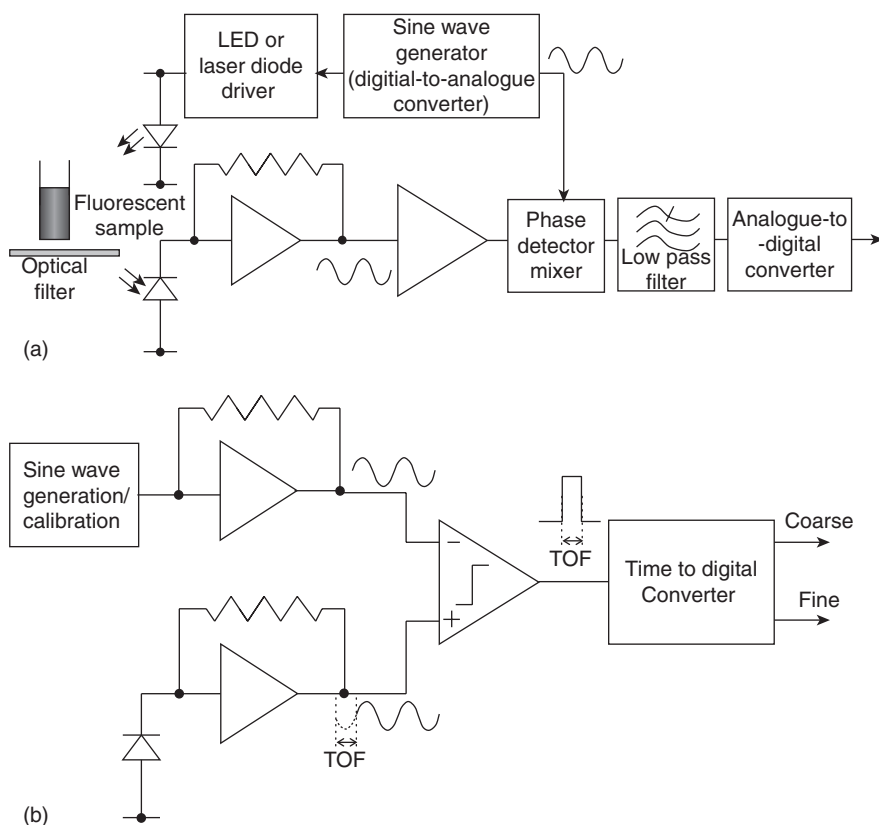 LED or
laser diode
driver
Sine wave
generator
(digitial-to-analogue
converter)
Fluorescent
sample
Optical
filter
Phase
detector
mixer
Low pass
filter
Analogue-to
-digital
converter
(a)
Sine wave
generation/
calibration
−
+
TOF
TOF
Time to digital
Converter
Coarse
Fine
(b)